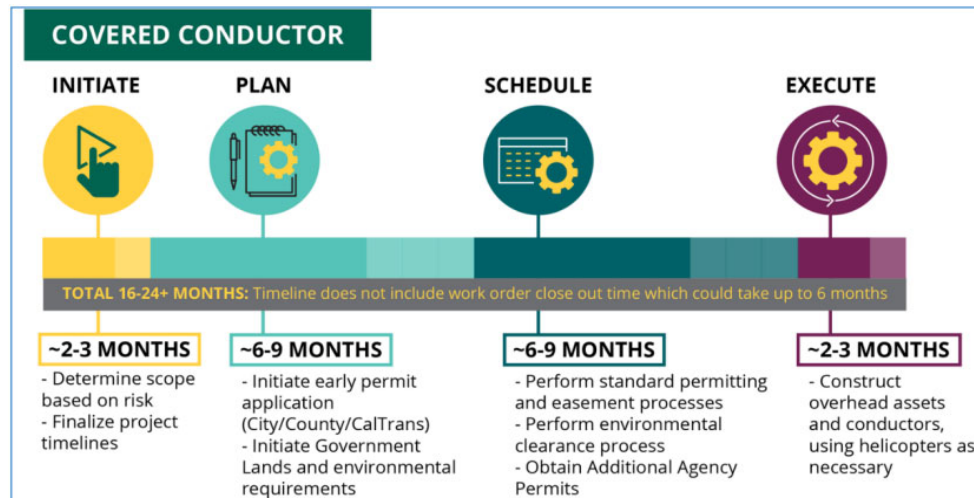 COVERED CONDUCTOR
INITIATE
PLAN
SCHEDULE
EXECUTE
TOTAL 16-24+ MONTHS: Timeline does not include work order close out time which could take up to 6 months
~2-3 MONTHS
- Determine scope
based on risk
- Finalize project
timelines
~6-9 MONTHS
- Initiate early permit
application
(City/County/CalTrans)
- Initiate Government
Lands and environmental
requirements
~6-9 MONTHS
- Perform standard permitting
and easement processes
- Perform environmental
clearance process
- Obtain Additional Agency
Permits
~2-3 MONTHS
- Construct
overhead assets
and conductors,
using helicopters as
necessary